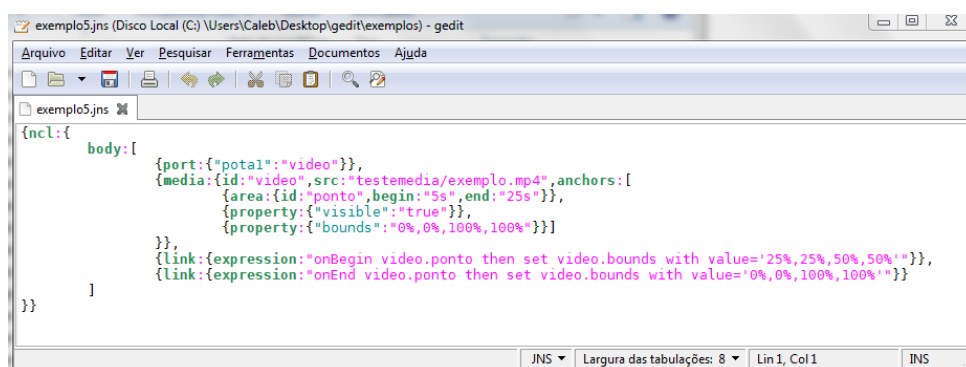 exemplo5.jns (Disco Local (C:) \Users\Caleb\Desktop\gedit\exemplos) - gedit
Arquivo Editar Ver Pesquisar Ferramentas Documentos Ajuda
exemplo5.jns
{ncl:{
body:[
{port:{"pota1":"video"}},
{media:{id:"video",src:"testemedia/exemplo.mp4",anchors:[
{area:{id:"ponto",begin:"5s",end:"25s"}},
{property:{"visible":"true"}},
{property:{"bounds":"0%,0%,100%,100%"}}]
}},
{link:{expression:"onBegin video.ponto then set video.bounds with value='25%,25%,50%,50%'"}},
{link:{expression:"onEnd video.ponto then set video.bounds with value='0%,0%,100%,100%'"}}
]
}}
JNS Largura das tabulações: 8 Lin 1, Col 1 INS